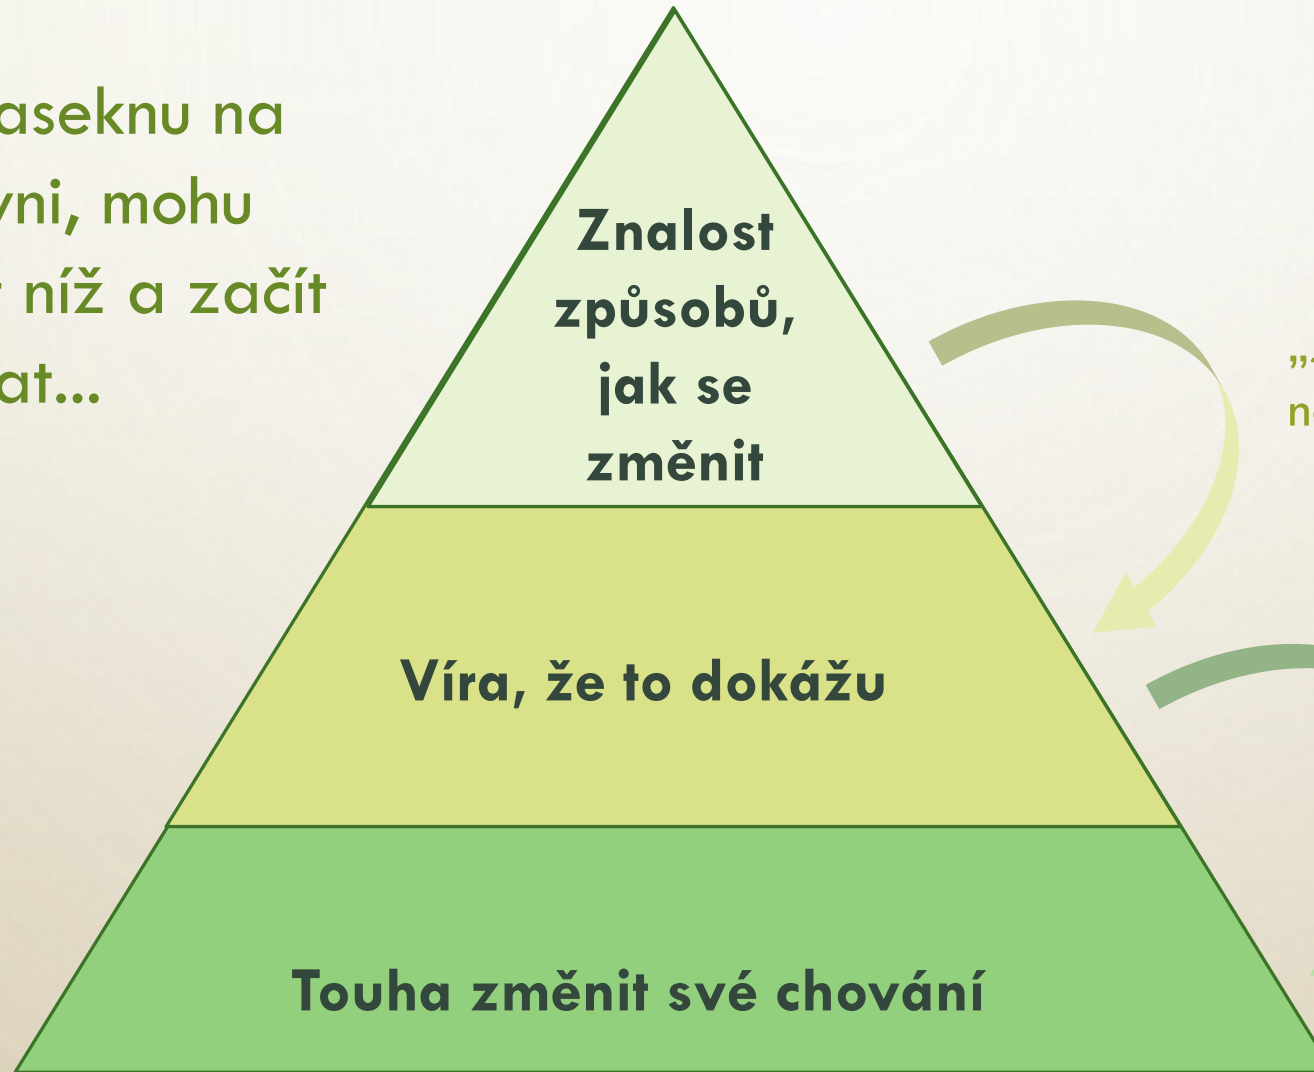 aseknu na
vni, mohu
níž a začít
at...
Znalost
způsobů,
jak se
změnit
Víra, že to dokážu
Touha změnit své chování